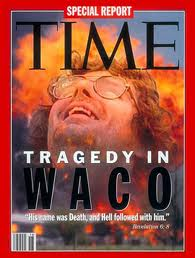 SPECIAL REPORT
TIME
TRAGEDY IN
WACO
"His name was Death, and Hell followed with him."
Revelation 6:8